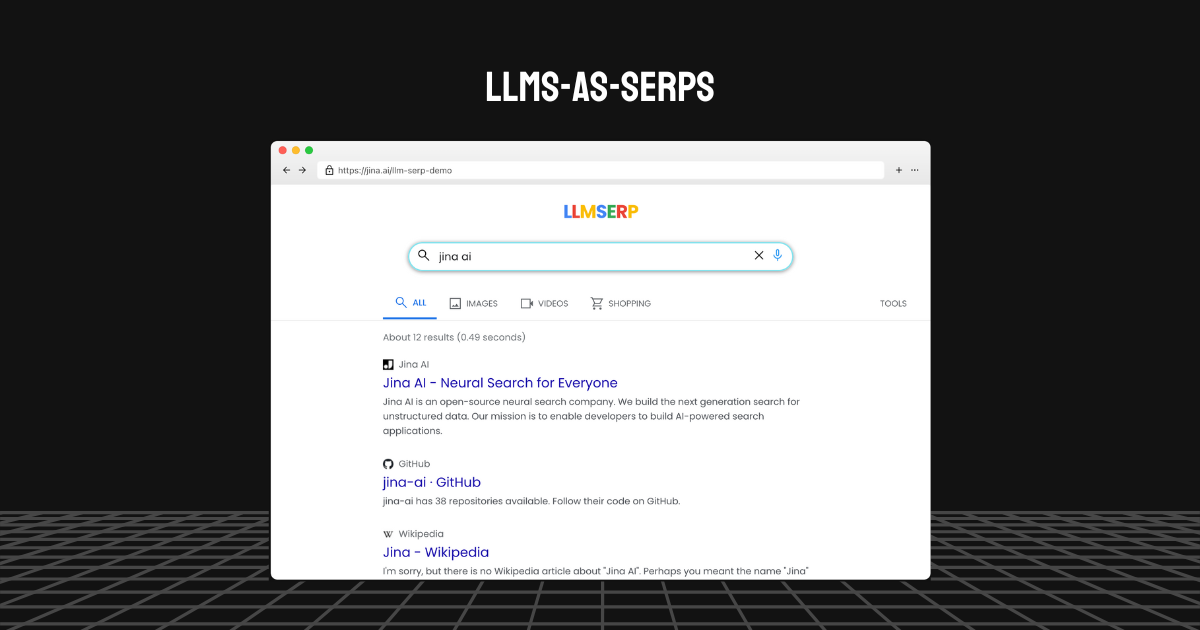 LLMS-AS-SERPS
https://jina.ai/llm-serp-demo
LLMSERP
jina ai
ALL IMAGES VIDEOS SHOPPING TOOLS
About 12 results (0.49 seconds)
Jina AI
Jina AI - Neural Search for Everyone
Jina AI is an open-source neural search company. We build the next generation search for
unstructured data. Our mission is to enable developers to build AI-powered search
applications.
GitHub
jina-ai · GitHub
jina-ai has 38 repositories available. Follow their code on GitHub.
W Wikipedia
Jina - Wikipedia
I'm sorry, but there is no Wikipedia article about "Jina AI". Perhaps you meant the name "Jina"